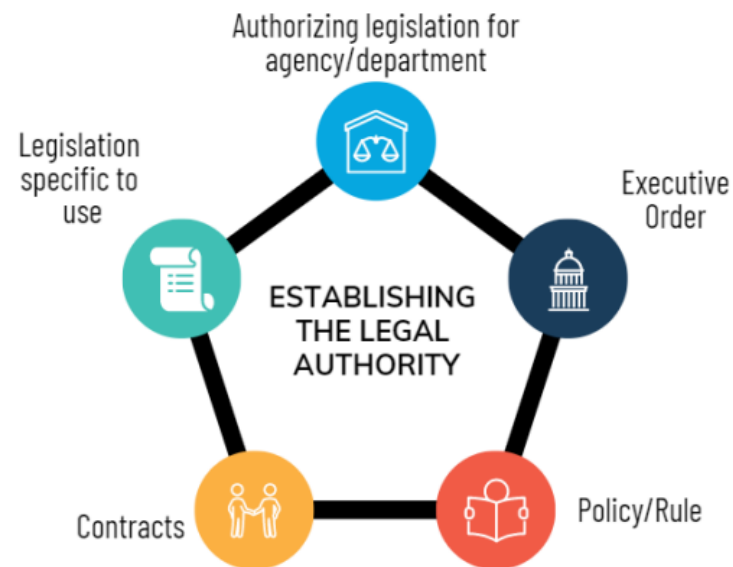 Authorizing legislation for
agency/department
Legislation
specific to
use
Executive
Order
ESTABLISHING
THE LEGAL
AUTHORITY
Contracts
Policy/Rule